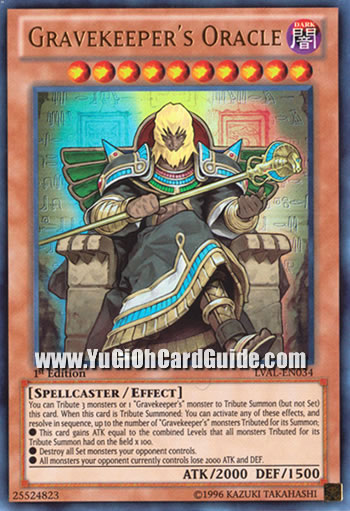 GRAVEKEEPER'S ORACLE
DARK
闇
www.YuGiOhCardGuide.com
1st Edition
LVAL-EN034
[SPELLCASTER / EFFECT]
You can Tribute 3 monsters or 1 "Gravekeeper's" monster to Tribute Summon (but not Set)
this card. When this card is Tribute Summoned: You can activate any of these effects, and
resolve in sequence, up to the number of "Gravekeeper's" monsters Tributed for its Summon;
● This card gains ATK equal to the combined Levels that all monsters Tributed for its
Tribute Summon had on the field x 100.
● Destroy all Set monsters your opponent controls.
● All monsters your opponent currently controls lose 2000 ATK and DEF.
ATK/2000 DEF/1500
25524823
©1996 KAZUKI TAKAHASHI